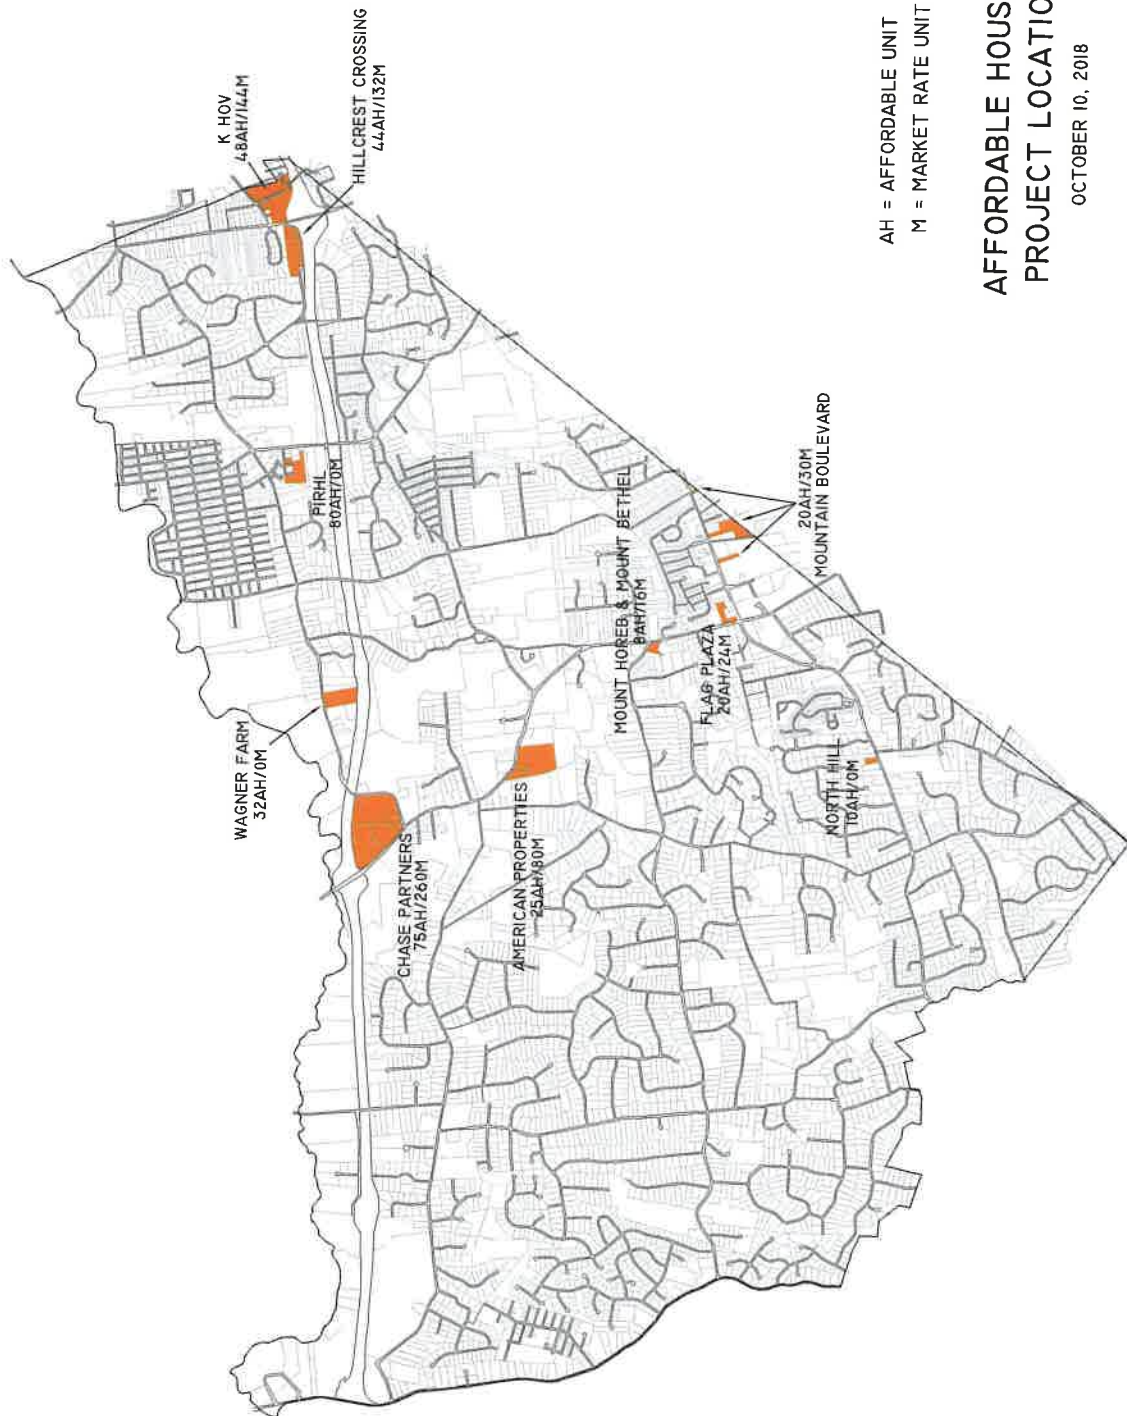 K HOV
48AH/144M
HILLCREST CROSSING
44AH/132M
PIRHL
80AH/0M
WAGNER FARM
32AH/0M
CHASE PARTNERS
75AH/260M
AMERICAN PROPERTIES
25AH/80M
MOUNT HOREB & MOUNT BETHEL
8AH/16M
FLAG PLAZA
20AH/24M
20AH/30M
MOUNTAIN BOULEVARD
NORTH HILL
10AH/0M
AH = AFFORDABLE UNIT
M = MARKET RATE UNIT
AFFORDABLE HOUS
PROJECT LOCATIO
OCTOBER 10, 2018